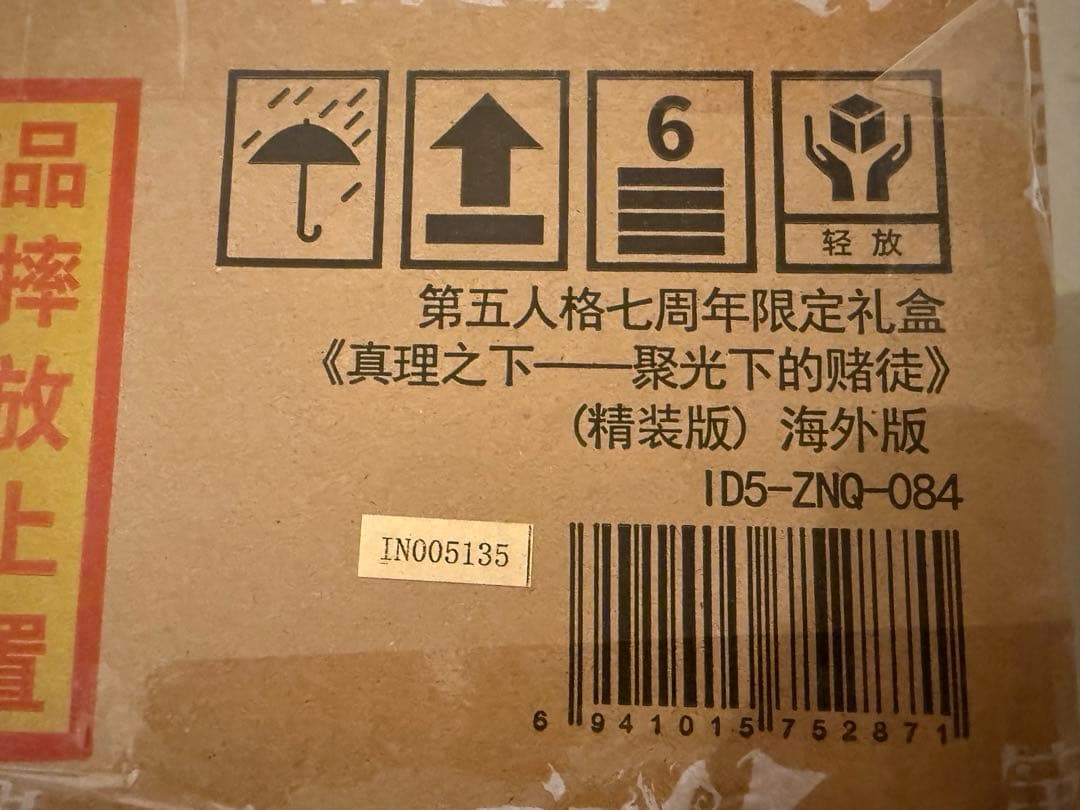 品
摔
放
上
置
6
轻放
第五人格七周年限定礼盒
《真理之下——聚光下的赌徒》
(精装版) 海外版
ID5-ZNQ-084
IN005135
6 941015 752871